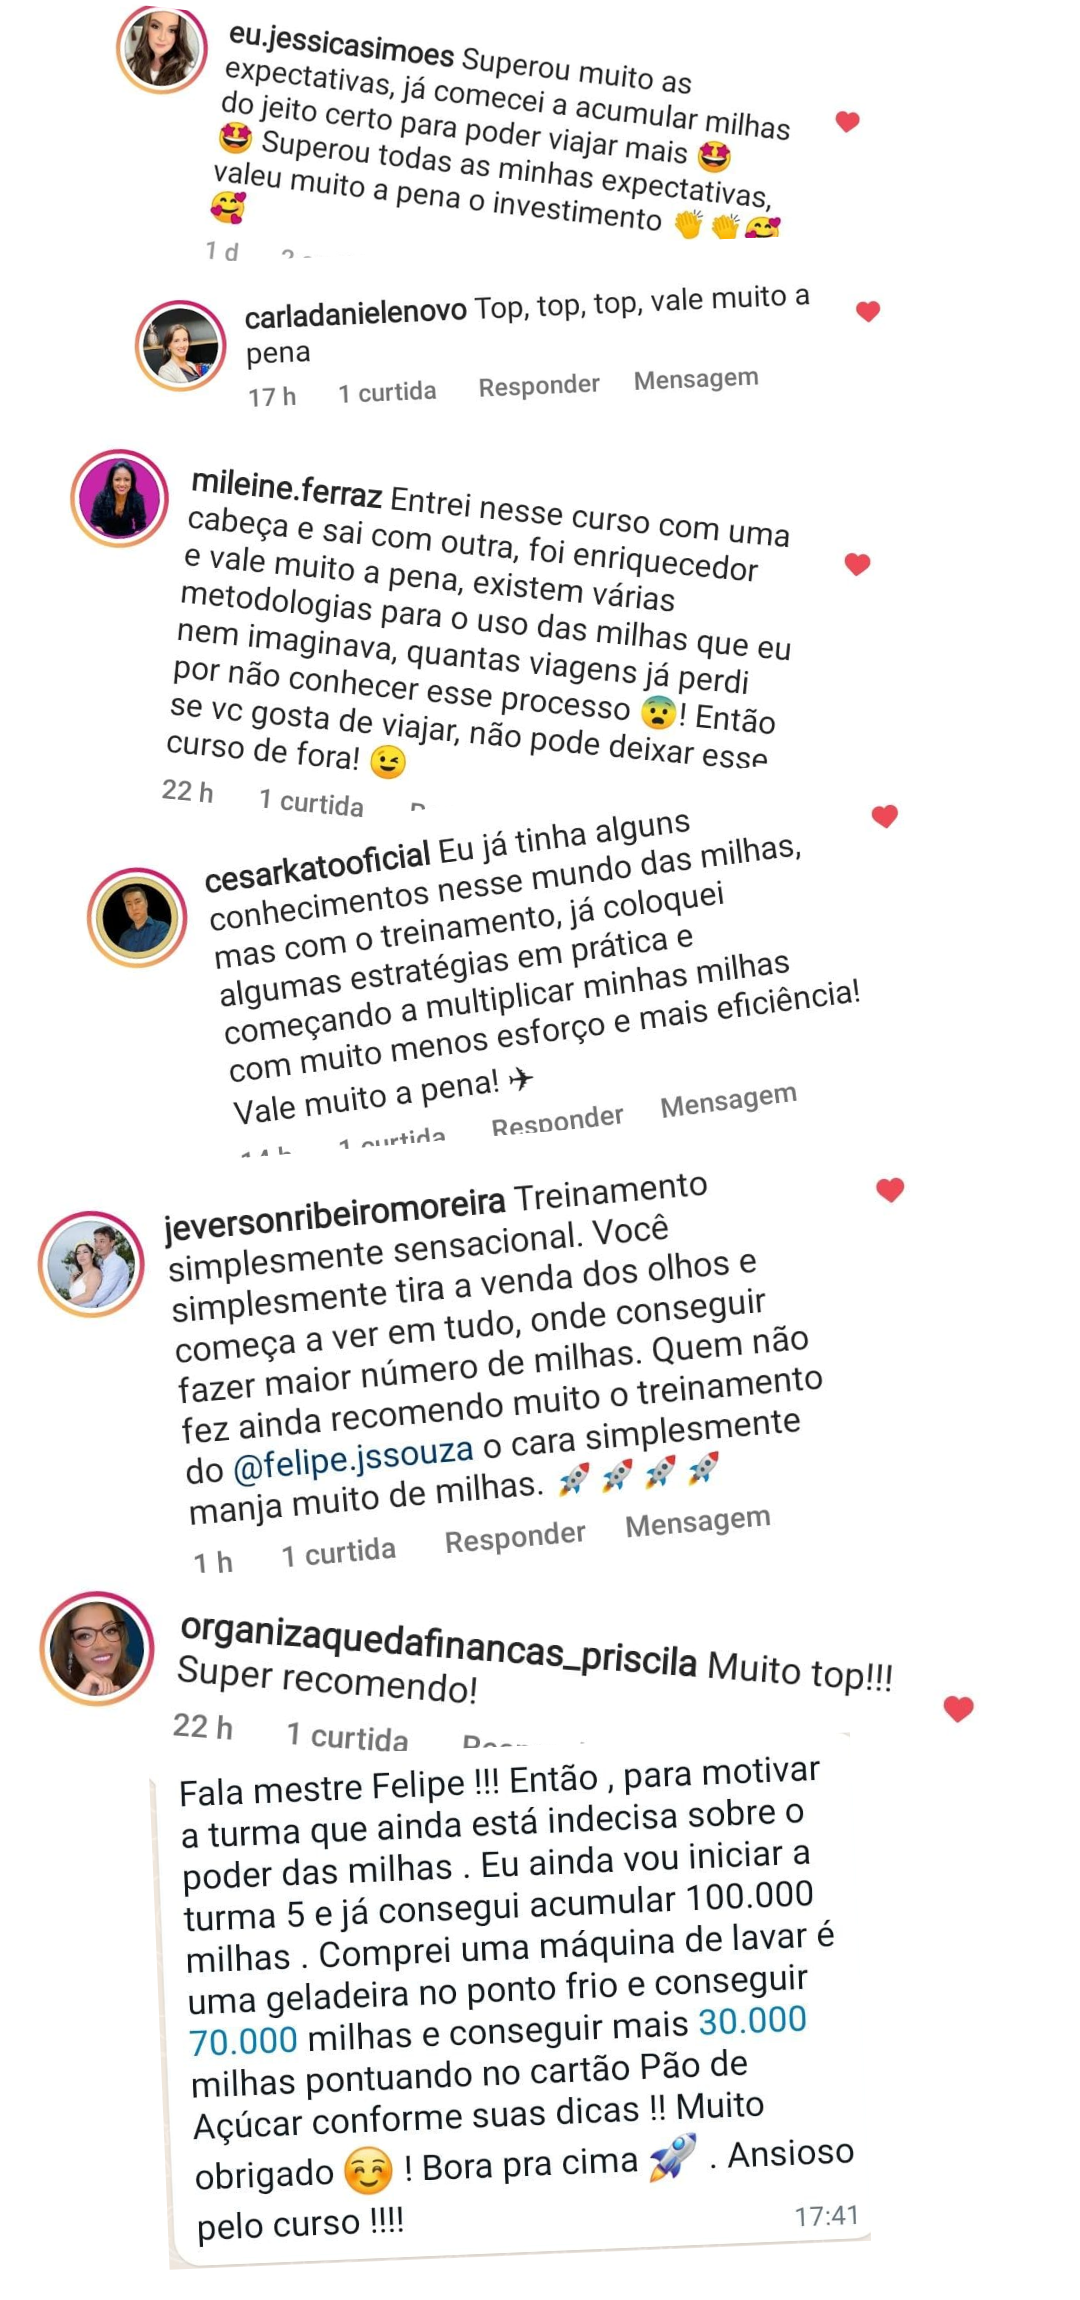 eu.jessicasimoes Superou muito as
expectativas, já comecei a acumular milhas
do jeito certo para poder viajar mais 🤩
🤩 Superou todas as minhas expectativas,
valeu muito a pena o investimento 👏👏🥰
🥰
1 d
carladanielenovo Top, top, top, vale muito a
pena
17 h 1 curtida Responder Mensagem
mileine.ferraz Entrei nesse curso com uma
cabeça e sai com outra, foi enriquecedor
e vale muito a pena, existem várias
metodologias para o uso das milhas que eu
nem imaginava, quantas viagens já perdi
por não conhecer esse processo 😨! Então
se vc gosta de viajar, não pode deixar esse
curso de fora! 😉
22 h 1 curtida
cesarkatooficial Eu já tinha alguns
conhecimentos nesse mundo das milhas,
mas com o treinamento, já coloquei
algumas estratégias em prática e
começando a multiplicar minhas milhas
com muito menos esforço e mais eficiência!
Vale muito a pena! ✈
14 h 1 curtida Responder Mensagem
jeversonribeiromoreira Treinamento
simplesmente sensacional. Você
simplesmente tira a venda dos olhos e
começa a ver em tudo, onde conseguir
fazer maior número de milhas. Quem não
fez ainda recomendo muito o treinamento
do @felipe.jssouza o cara simplesmente
manja muito de milhas. 🚀🚀🚀🚀
1 h 1 curtida Responder Mensagem
organizaquedafinancas_priscila Muito top!!!
Super recomendo!
22 h 1 curtida
Fala mestre Felipe !!! Então , para motivar
a turma que ainda está indecisa sobre o
poder das milhas . Eu ainda vou iniciar a
turma 5 e já consegui acumular 100.000
milhas . Comprei uma máquina de lavar é
uma geladeira no ponto frio e conseguir
70.000 milhas e conseguir mais 30.000
milhas pontuando no cartão Pão de
Açúcar conforme suas dicas !! Muito
obrigado ☺️ ! Bora pra cima 🚀 . Ansioso
pelo curso !!!!
17:41